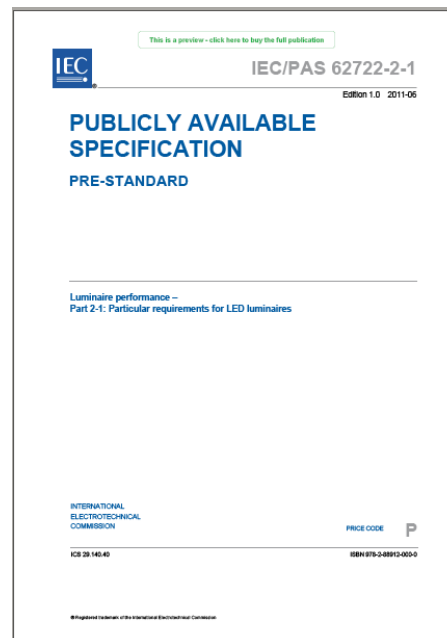 This is a preview - click here to buy the full publication
IEC
®
IEC/PAS 62722-2-1
Edition 1.0 2011-06
PUBLICLY AVAILABLE
SPECIFICATION
PRE-STANDARD
Luminaire performance –
Part 2-1: Particular requirements for LED luminaires
INTERNATIONAL
ELECTROTECHNICAL
COMMISSION
PRICE CODE P
ICS 29.140.40
ISBN 978-2-88912-000-0
® Registered trademark of the International Electrotechnical Commission